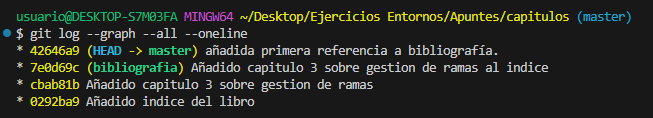 usuario@DESKTOP-S7M03FA MINGW64 ~/Desktop/Ejercicios Entornos/Apuntes/capitulos (master)
$ git log --graph --all --oneline
* 42646a9 (HEAD -> master) añadida primera referencia a bibliografía.
* 7e0d69c (bibliografia) Añadido capitulo 3 sobre gestion de ramas al indice
* cbab81b Añadido capitulo 3 sobre gestion de ramas
* 0292ba9 Añadido indice del libro